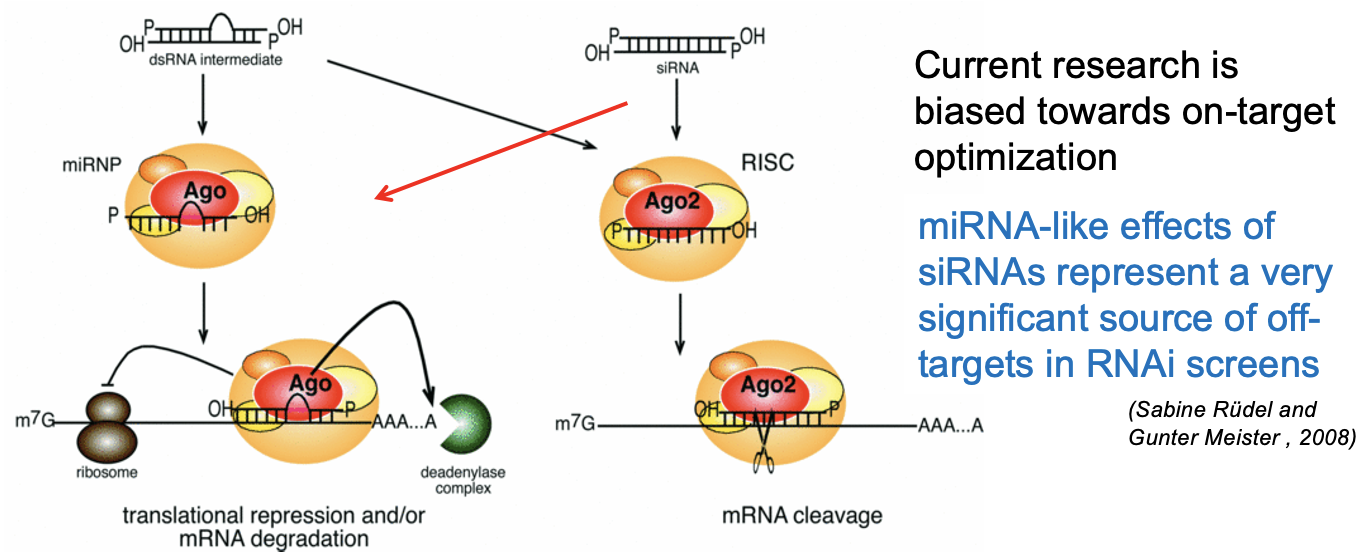 P OH
OH P
dsRNA intermediate
P OH
OH P
siRNA
miRNP
Ago
P OH
RISC
Ago2
P OH
Ago
OH P
m7G AAA...A
ribosome
deadenylase
complex
translational repression and/or
mRNA degradation
Ago2
OH P
m7G AAA...A
mRNA cleavage
Current research is
biased towards on-target
optimization
miRNA-like effects of
siRNAs represent a very
significant source of off-
targets in RNAi screens
(Sabine Rüdel and
Gunter Meister , 2008)